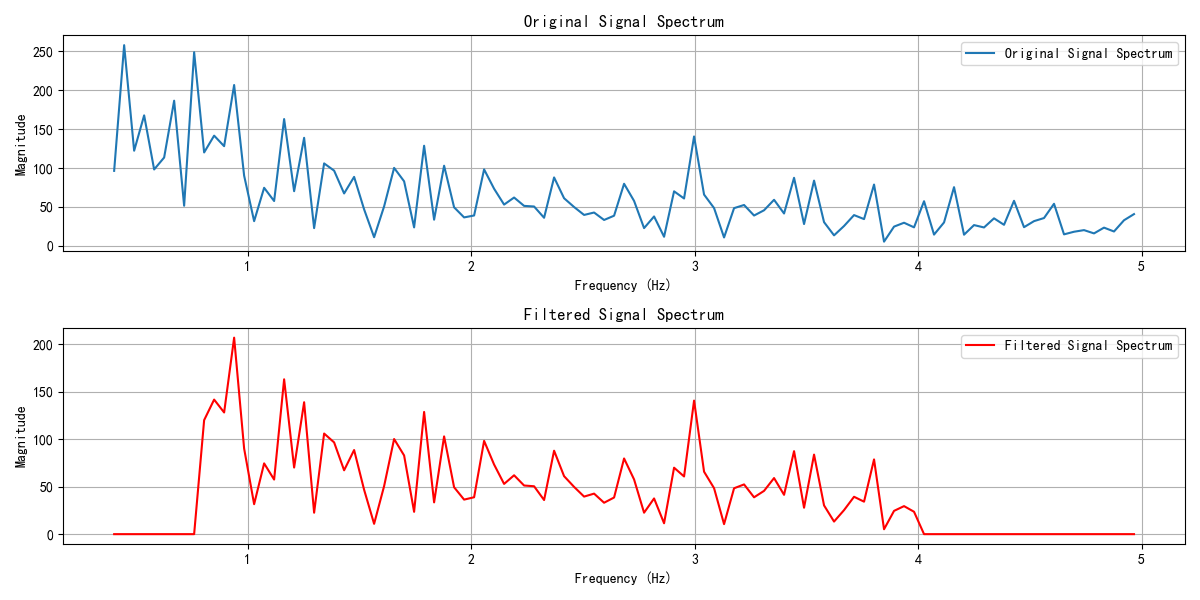 Original Signal Spectrum
Original Signal Spectrum
250
200
150
100
50
0
Magnitude
1 2 3 4 5
Frequency (Hz)
Filtered Signal Spectrum
Filtered Signal Spectrum
200
150
100
50
0
Magnitude
1 2 3 4 5
Frequency (Hz)